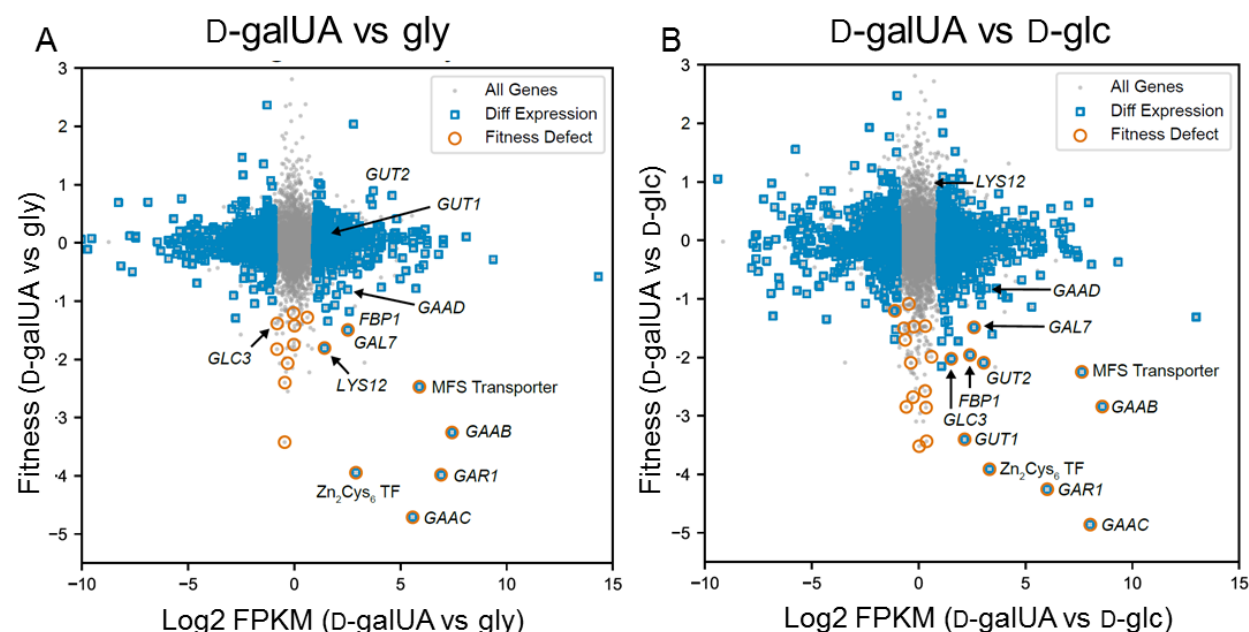 A
D-galUA vs gly
B
D-galUA vs D-glc
3
2
1
0
-1
−2
−3
−4
−5
Fitness (D-galUA vs gly)
All Genes
Diff Expression
Fitness Defect
GUT2
GUT1
GAAD
FBP1
GAL7
GLC3
LYS12
MFS Transporter
GAAB
GAR1
Zn2Cys6 TF
GAAC
−10
−5
0
5
10
15
Log2 FPKM (D-galUA vs gly)
3
2
1
0
−1
−2
−3
−4
−5
Fitness (D-galUA vs D-glc)
All Genes
Diff Expression
Fitness Defect
LYS12
GAAD
GAL7
MFS Transporter
GUT2
FBP1
GAAB
GLC3
GUT1
Zn2Cys6 TF
GAR1
GAAC
−10
−5
0
5
10
15
Log2 FPKM (D-galUA vs D-glc)